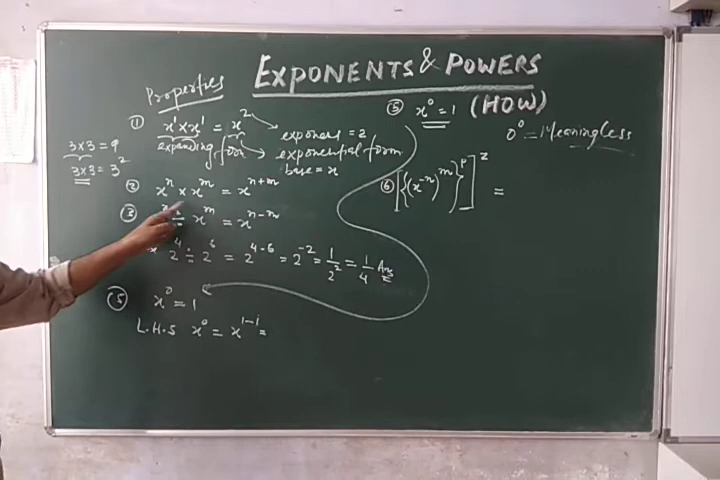 EXPONENTS & POWERS
Properties
① x¹ × x¹ = x²
expanding form
exponent = 2
exponential form
base = x
3×3 = 9
3×3 = 3²
② xⁿ × xᵐ = xⁿ⁺ᵐ
③ ÷ xᵐ = xⁿ⁻ᵐ
2⁴ ÷ 2⁶ = 2⁴⁻⁶ = 2⁻² = 1/2² = 1/4 Ans
⑤ x⁰ = 1
L.H.S x⁰ = x¹⁻¹ =
⑤ x⁰ = 1 (HOW)
0⁰ = Meaningless
⑥ [{(x⁻ⁿ)ᵐ}ᵖ]ᶻ =